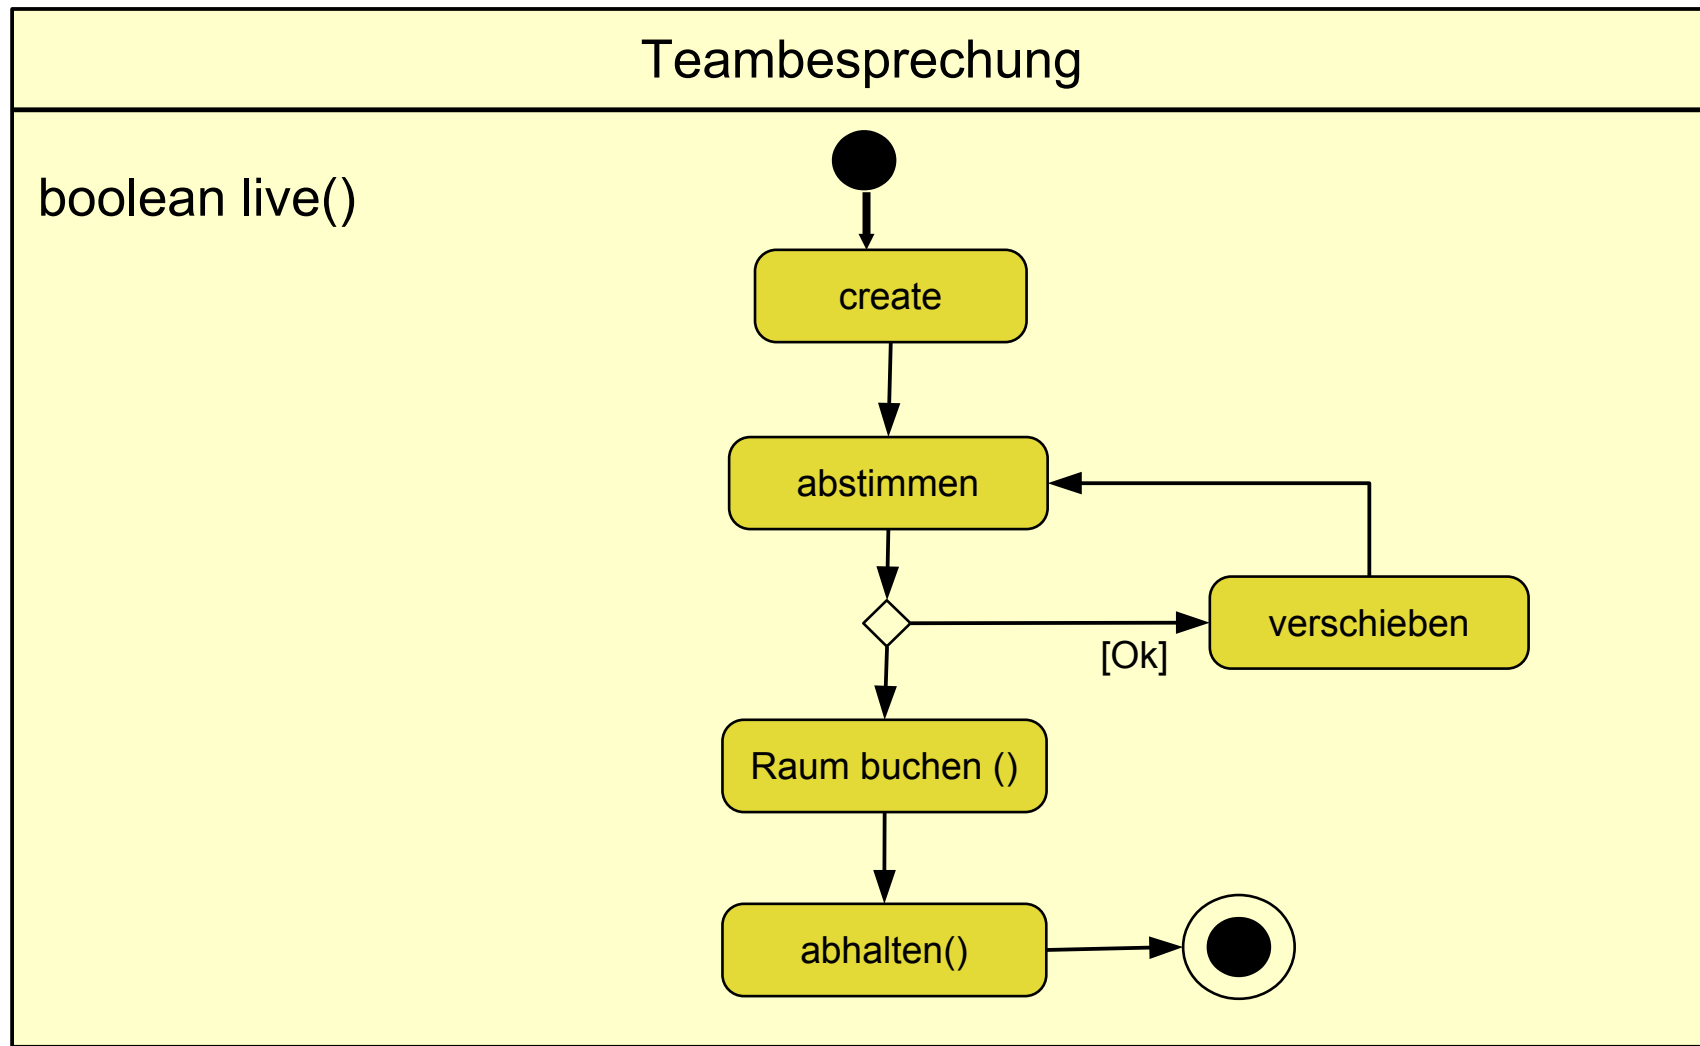 Teambesprechung
boolean live()
create
abstimmen
verschieben
[Ok]
Raum buchen ()
abhalten()